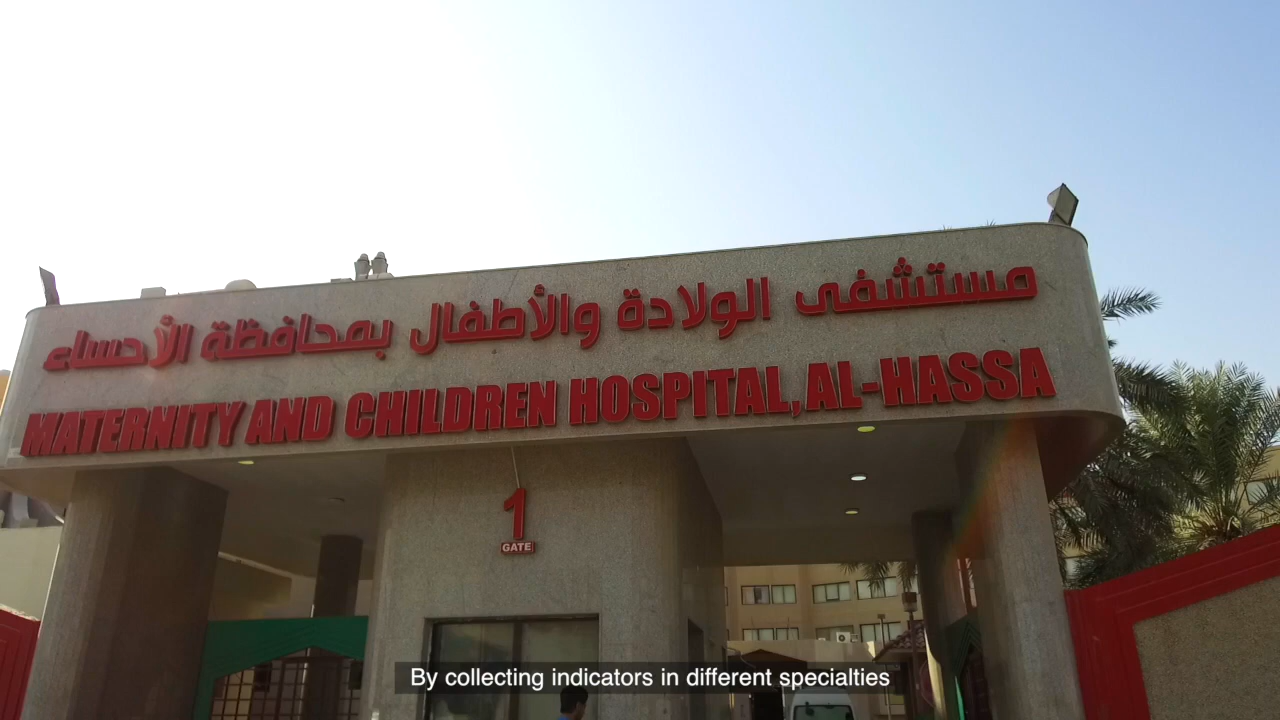 مستشفى الولادة والأطفال بمحافظة الأحساء
MATERNITY AND CHILDREN HOSPITAL, AL-HASSA
1
GATE
By collecting indicators in different specialties